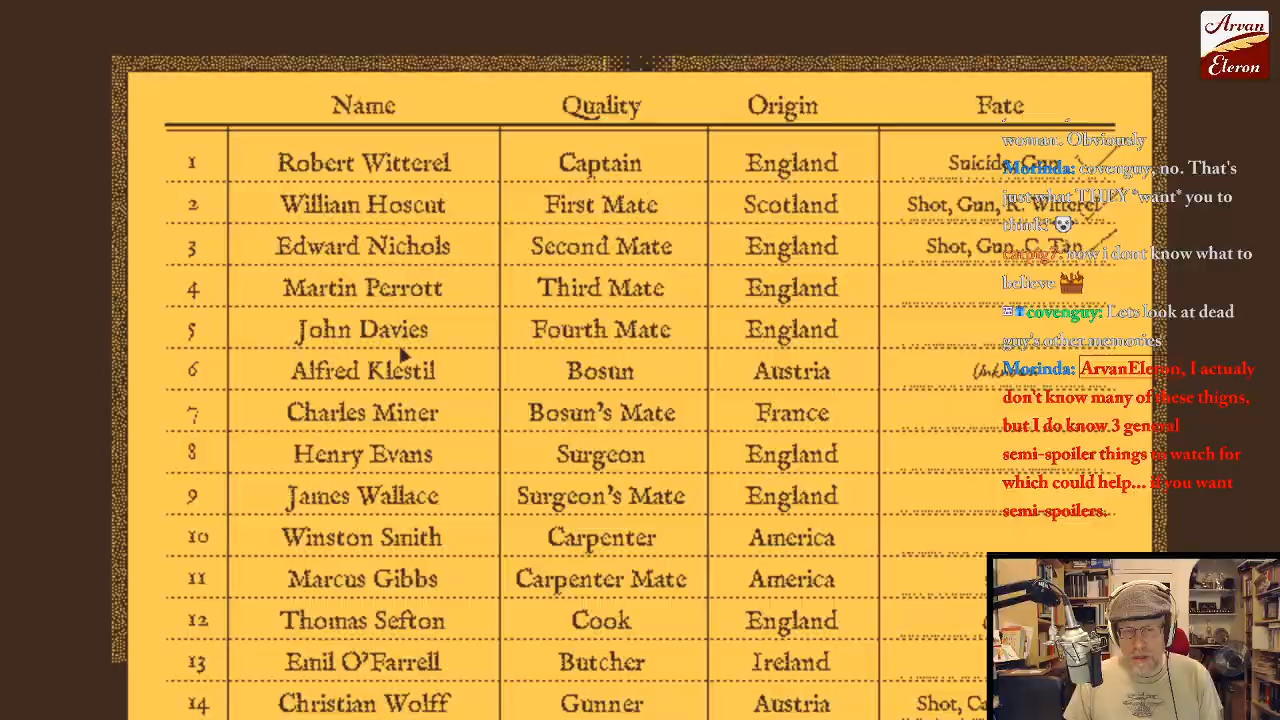 Arvan
Eleron
Name Quality Origin Fate
1 Robert Witterel Captain England Suicide, Gun
2 William Hoscut First Mate Scotland Shot, Gun, R. Witterel
3 Edward Nichols Second Mate England Shot, Gun, C. Tan
4 Martin Perrott Third Mate England
5 John Davies Fourth Mate England
6 Alfred Klestil Bosun Austria
7 Charles Miner Bosun's Mate France
8 Henry Evans Surgeon England
9 James Wallace Surgeon's Mate England
10 Winston Smith Carpenter America
11 Marcus Gibbs Carpenter Mate America
12 Thomas Sefton Cook England
13 Emil O'Farrell Butcher Ireland
14 Christian Wolff Gunner Austria Shot, Ca
woman. Obviously
Morinda: covenguy, no. That's
just what THEY *want* you to
think!
now i dont know what to
believe
covenguy: Lets look at dead
guy's other memories
Morinda: ArvanEleron, I actualy
don't know many of these thigns,
but I do know 3 general
semi-spoiler things to watch for
which could help... if you want
semi-spoilers.